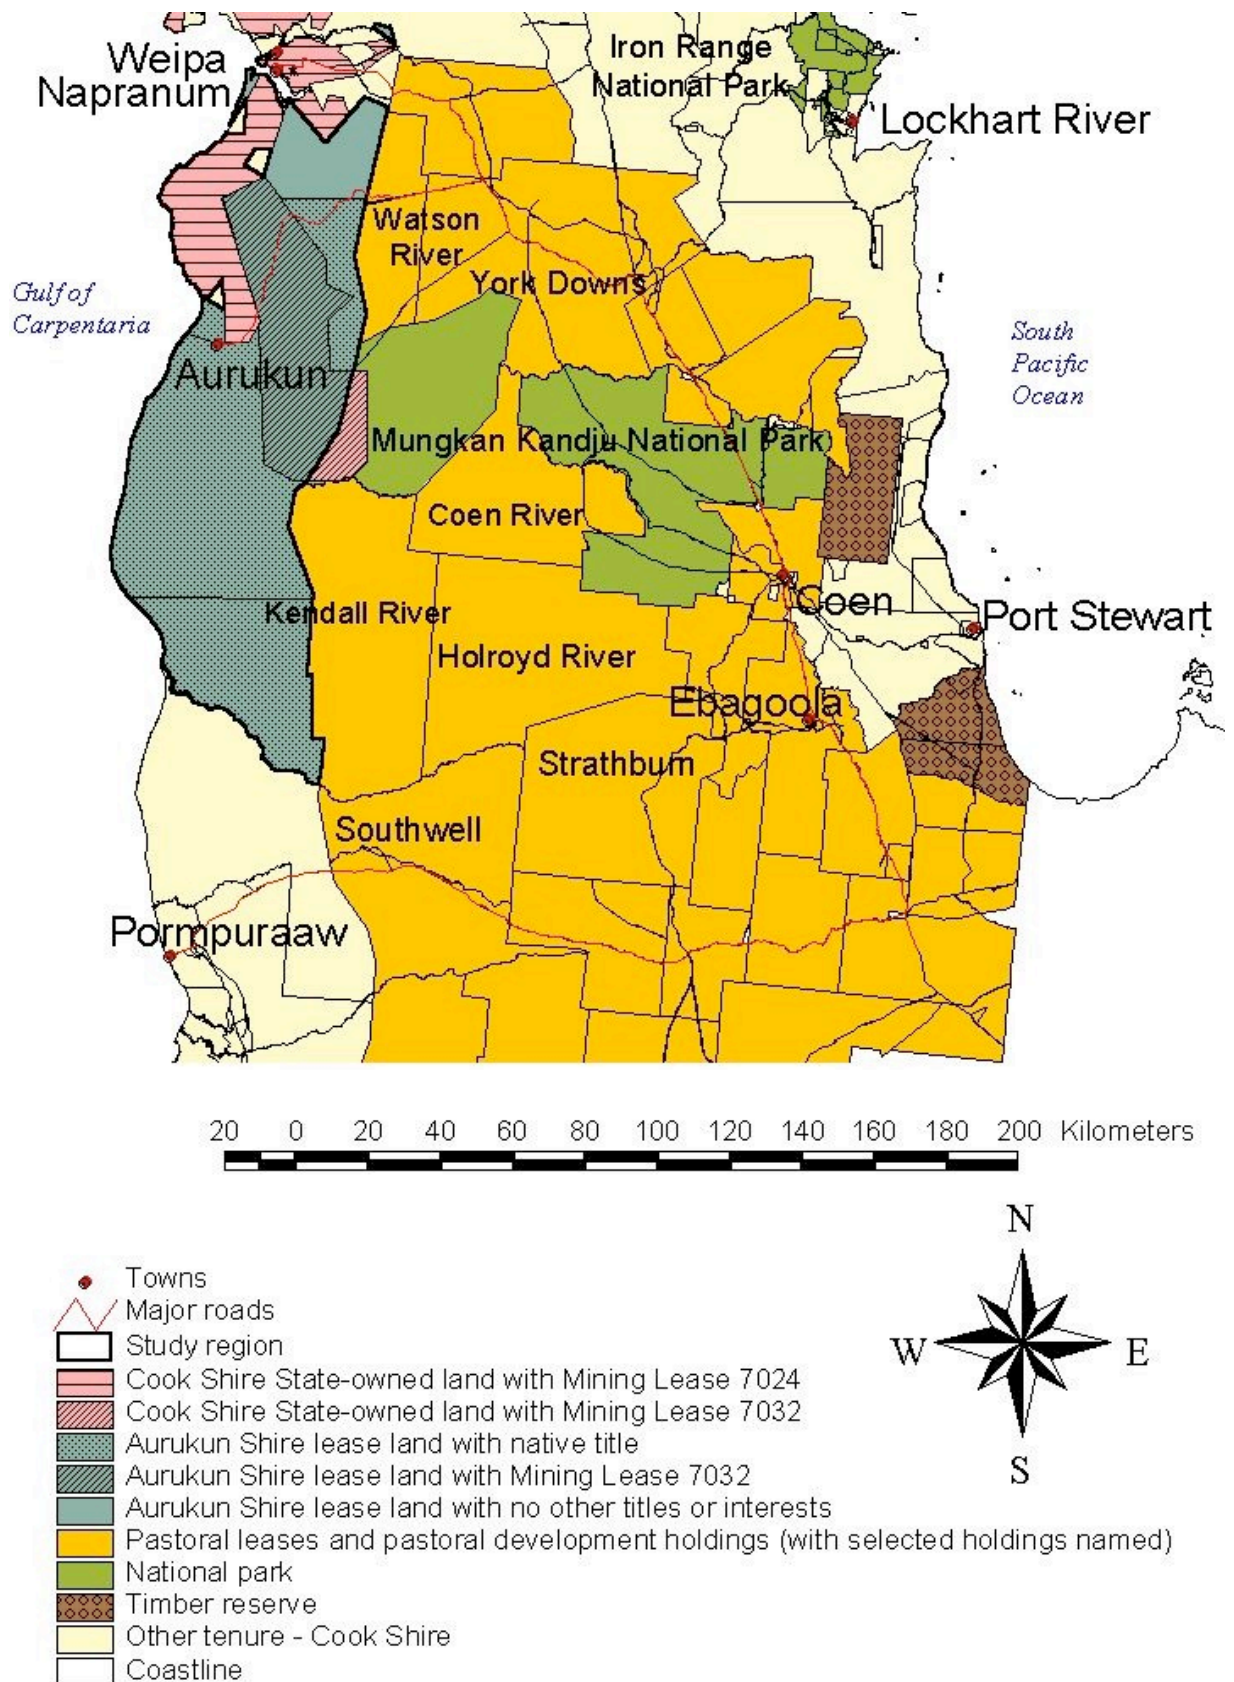 Weipa
Napranum
Iron Range
National Park
Lockhart River
Watson
River
York Downs
Gulf of
Carpentaria
South
Pacific
Ocean
Aurukun
Mungkan Kandju National Park
Coen River
Coen
Kendall River
Port Stewart
Holroyd River
Ebagoola
Strathburn
Southwell
Pormpuraaw
20 0 20 40 60 80 100 120 140 160 180 200 Kilometers
N
W E
S
Towns
Major roads
Study region
Cook Shire State-owned land with Mining Lease 7024
Cook Shire State-owned land with Mining Lease 7032
Aurukun Shire lease land with native title
Aurukun Shire lease land with Mining Lease 7032
Aurukun Shire lease land with no other titles or interests
Pastoral leases and pastoral development holdings (with selected holdings named)
National park
Timber reserve
Other tenure - Cook Shire
Coastline